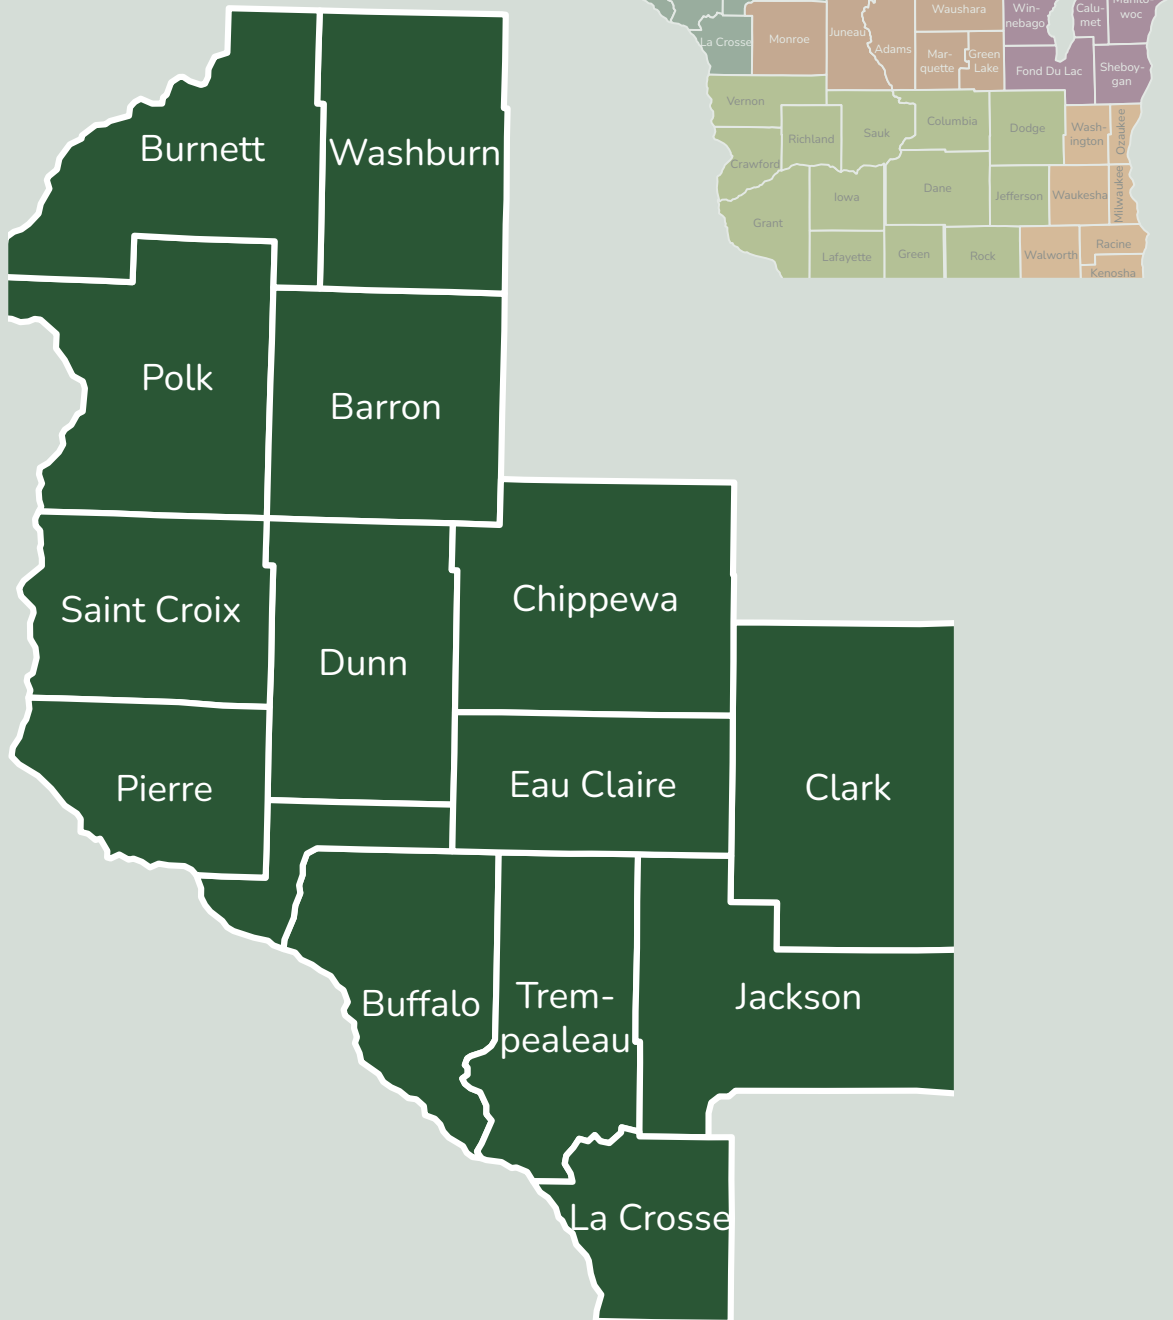 Burnett
Washburn
Polk
Barron
Saint Croix
Dunn
Chippewa
Pierre
Eau Claire
Clark
Buffalo
Trem-
pealeau
Jackson
La Crosse
La Crosse
Monroe
Juneau
Adams
Waushara
Mar-
quette
Green
Lake
Win-
nebago
Calu-
met
woc
Fond Du Lac
Sheboy-
gan
Vernon
Richland
Sauk
Columbia
Dodge
Wash-
ington
Ozaukee
Crawford
Grant
Iowa
Dane
Jefferson
Waukesha
Milwaukee
Lafayette
Green
Rock
Walworth
Racine
Kenosha